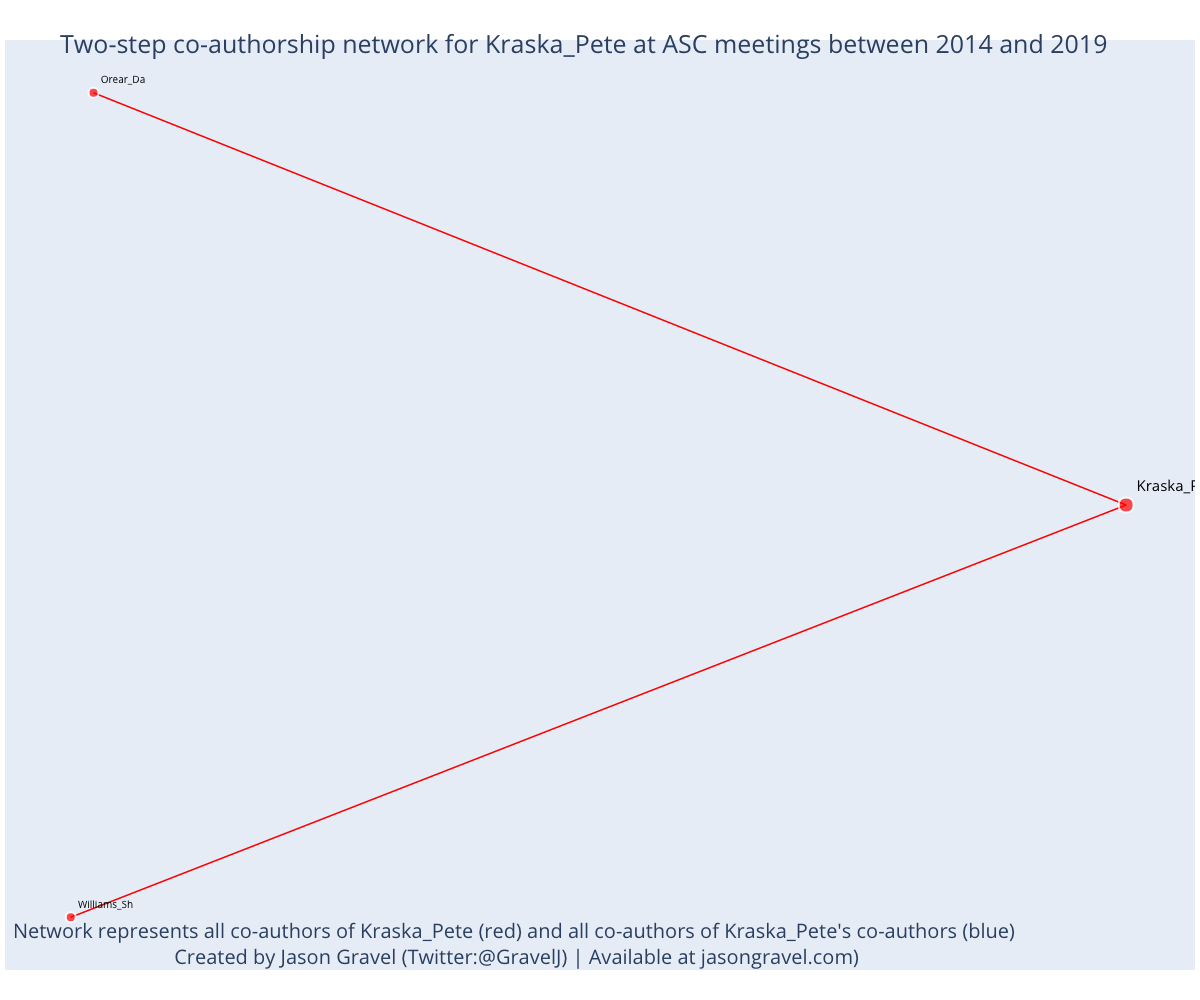 Two-step co-authorship network for Kraska_Pete at ASC meetings between 2014 and 2019
Orear_Da
Kraska_P
Williams_Sh
Network represents all co-authors of Kraska_Pete (red) and all co-authors of Kraska_Pete's co-authors (blue)
Created by Jason Gravel (Twitter:@GravelJ) | Available at jasongravel.com)